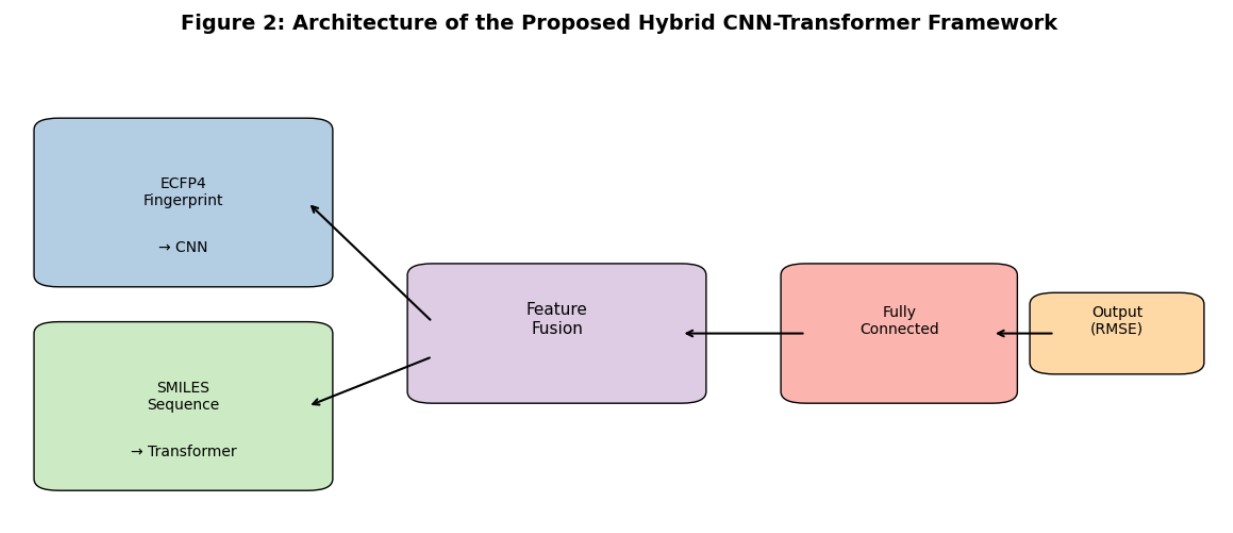 Figure 2: Architecture of the Proposed Hybrid CNN-Transformer Framework
ECFP4
Fingerprint
→ CNN
SMILES
Sequence
→ Transformer
Feature
Fusion
Fully
Connected
Output
(RMSE)